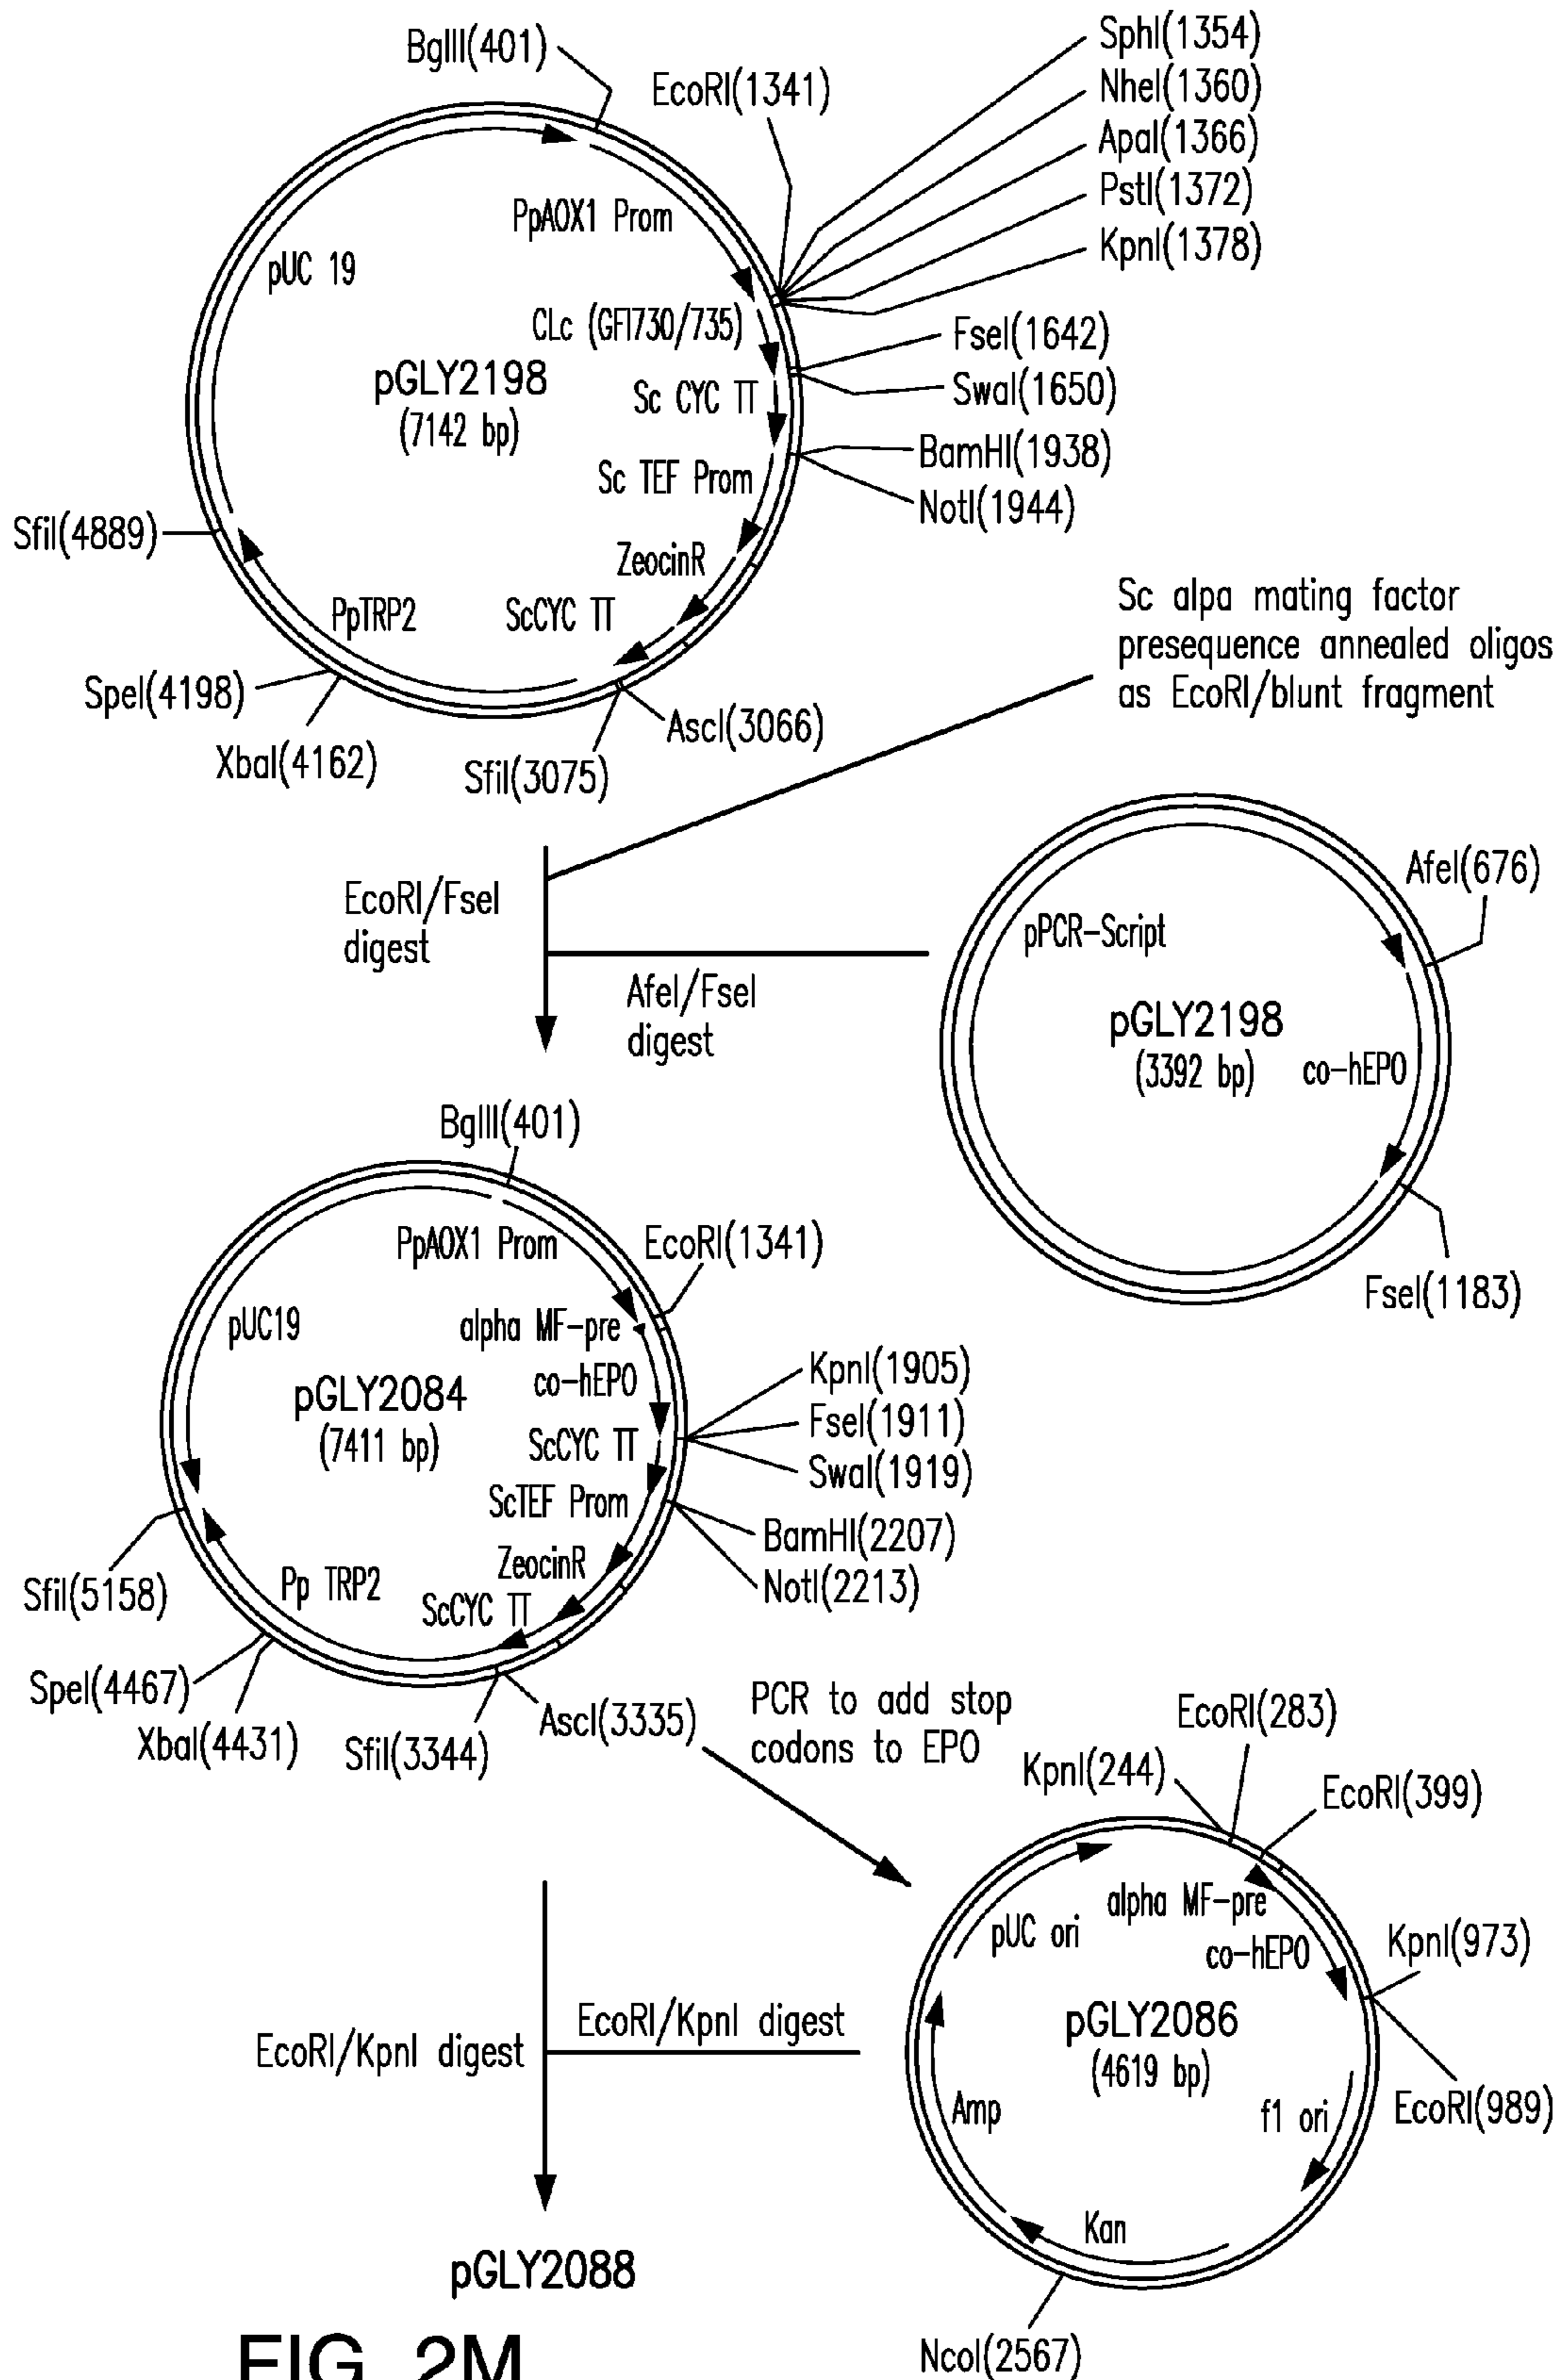 BglII(401)
EcoRI(1341)
SphI(1354)
NheI(1360)
ApaI(1366)
PstI(1372)
KpnI(1378)
PpAOX1 Prom
pUC 19
CLc (GFI730/735)
FseI(1642)
SwaI(1650)
pGLY2198
(7142 bp)
Sc CYC TT
BamHI(1938)
NotI(1944)
Sc TEF Prom
SfiI(4889)
ZeocinR
ScCYC TT
PpTRP2
SpeI(4198)
XbaI(4162)
SfiI(3075)
AscI(3066)
Sc alpa mating factor
presequence annealed oligos
as EcoRI/blunt fragment
EcoRI/FseI
digest
AfeI/FseI
digest
AfeI(676)
pPCR-Script
pGLY2198
(3392 bp)
co-hEPO
FseI(1183)
BglII(401)
PpAOX1 Prom
EcoRI(1341)
pUC19
alpha MF-pre
co-hEPO
KpnI(1905)
FseI(1911)
SwaI(1919)
pGLY2084
(7411 bp)
ScCYC TT
ScTEF Prom
BamHI(2207)
NotI(2213)
ZeocinR
ScCYC TT
Pp TRP2
SfiI(5158)
SpeI(4467)
XbaI(4431)
SfiI(3344)
AscI(3335)
PCR to add stop
codons to EPO
KpnI(244)
EcoRI(283)
EcoRI(399)
alpha MF-pre
pUC ori
co-hEPO
KpnI(973)
pGLY2086
(4619 bp)
EcoRI(989)
f1 ori
Amp
Kan
NcoI(2567)
EcoRI/KpnI digest
EcoRI/KpnI digest
pGLY2088
FIG. 2M